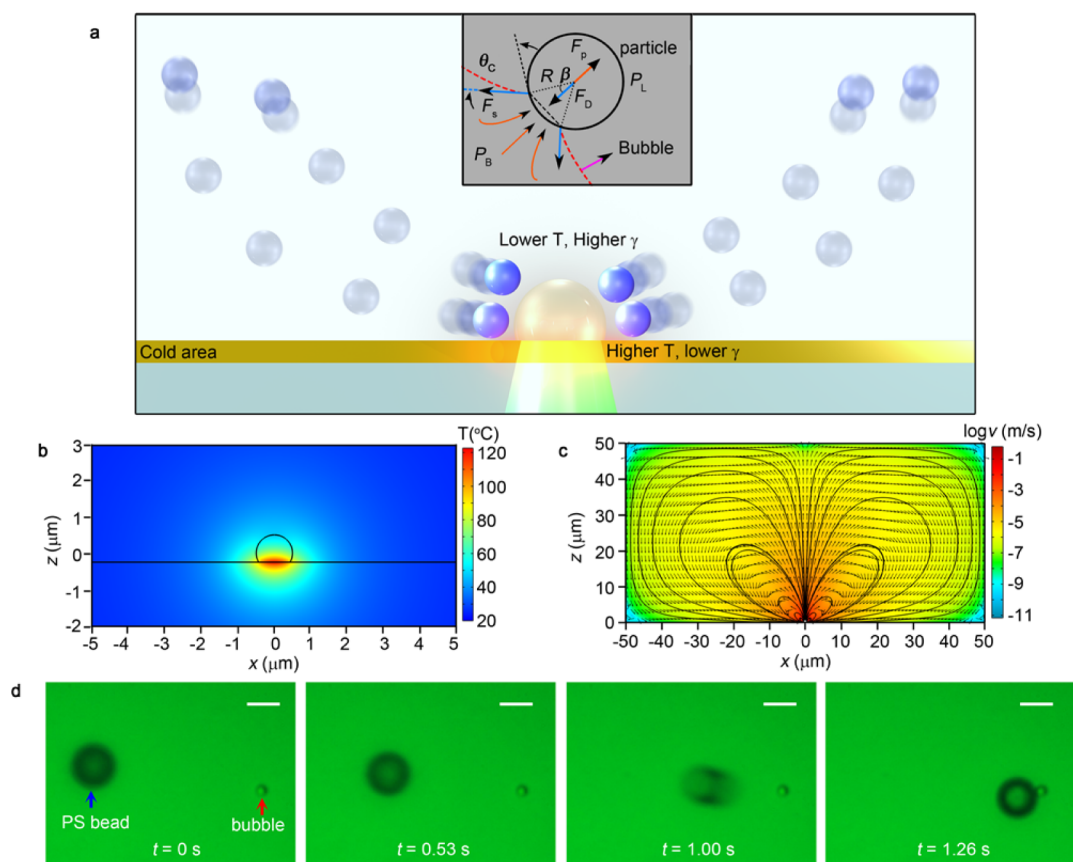 a
particle
θC
Fp
R
β
PL
FD
Fs
PB
Bubble
Lower T, Higher γ
Cold area
Higher T, lower γ
b
T(°C)
3
2
1
0
-1
-2
z (μm)
120
100
80
60
40
20
-5 -4 -3 -2 -1 0 1 2 3 4 5
x (μm)
c
logv (m/s)
50
40
30
20
10
0
z (μm)
-1
-3
-5
-7
-9
-11
-50 -40 -30 -20 -10 0 10 20 30 40 50
x (μm)
d
PS bead
bubble
t = 0 s
t = 0.53 s
t = 1.00 s
t = 1.26 s